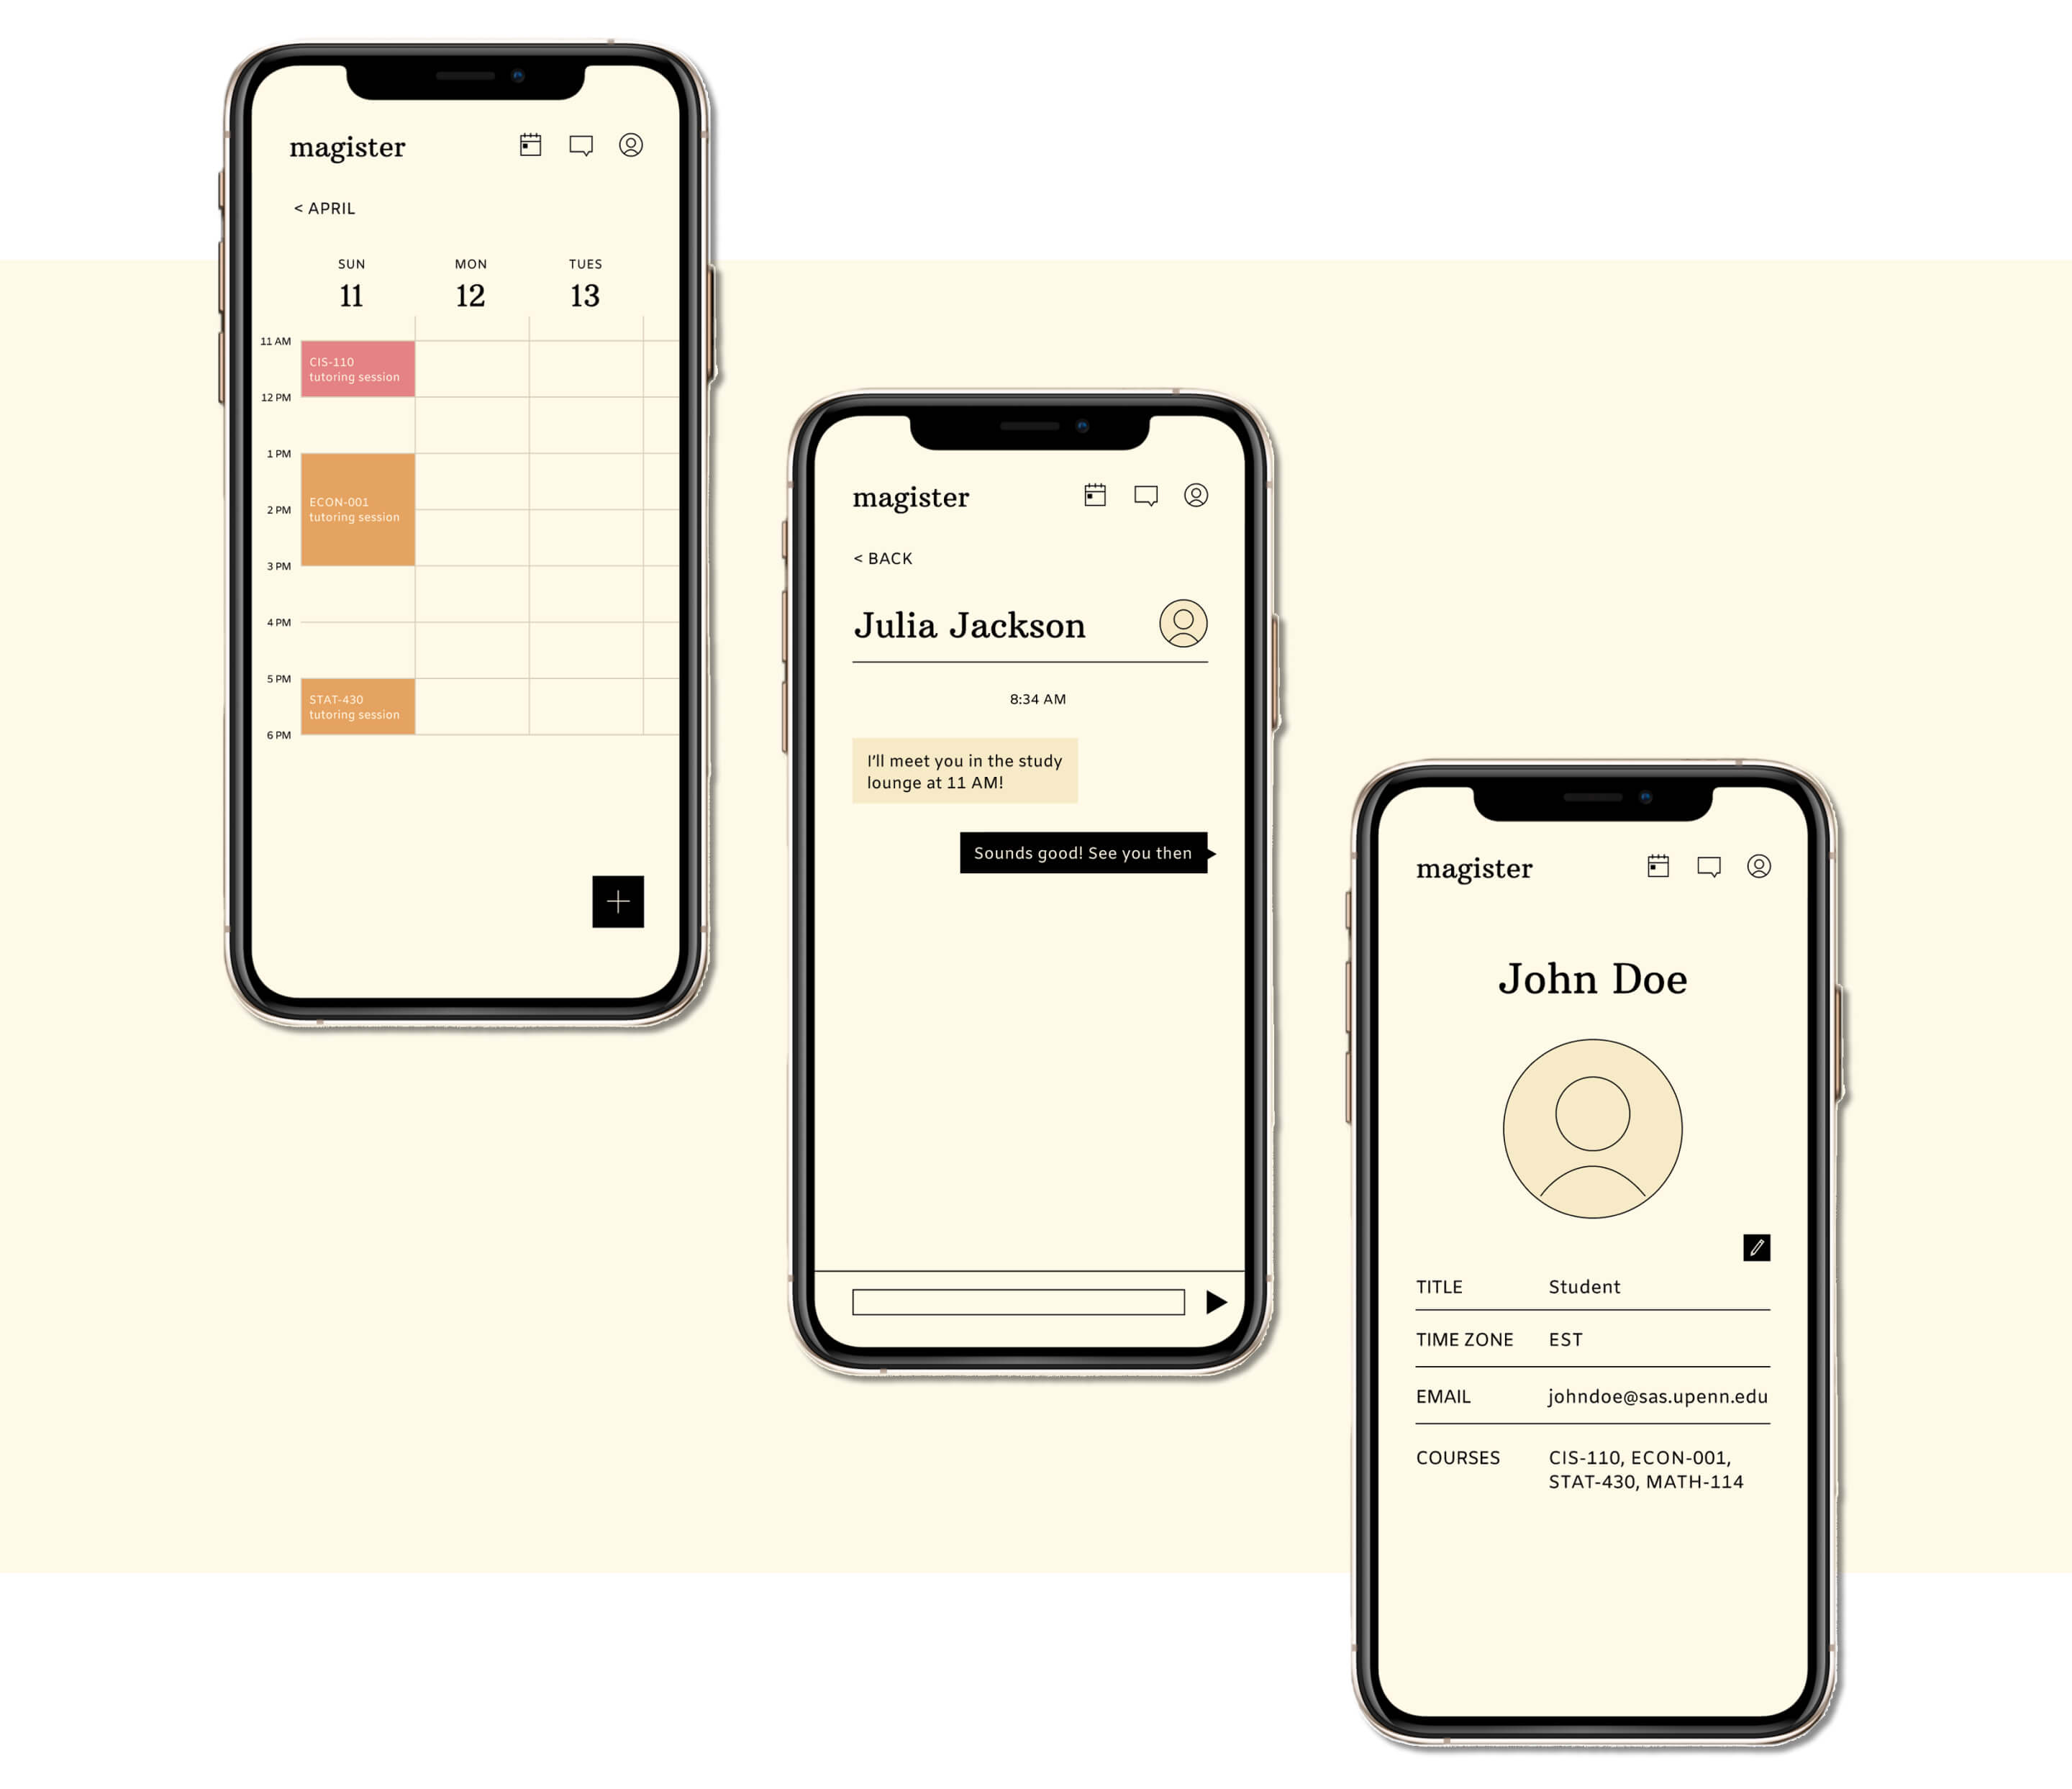 magister
< APRIL
SUN MON TUES
11 12 13
11 AM
CIS-110
tutoring session
12 PM
1 PM
ECON-001
2 PM
tutoring session
3 PM
4 PM
5 PM
STAT-430
tutoring session
6 PM
magister
< BACK
Julia Jackson
8:34 AM
I'll meet you in the study
lounge at 11 AM!
Sounds good! See you then
magister
John Doe
TITLE Student
TIME ZONE EST
EMAIL johndoe@sas.upenn.edu
COURSES CIS-110, ECON-001,
STAT-430, MATH-114